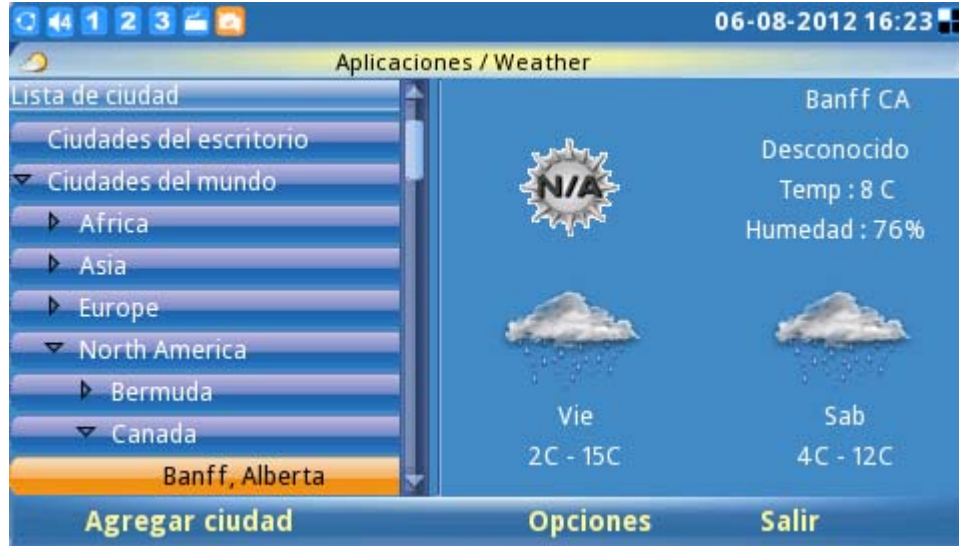 4 1 2 3 06-08-2012 16:23
Aplicaciones / Weather
Lista de ciudad
Ciudades del escritorio
Ciudades del mundo
Africa
Asia
Europe
North America
Bermuda
Canada
Banff, Alberta
Banff CA
N/A
Desconocido
Temp : 8 C
Humedad : 76%
Vie
2C - 15C
Sab
4C - 12C
Agregar ciudad
Opciones
Salir